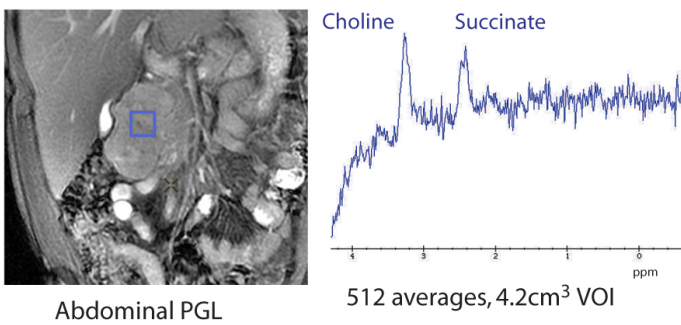 Choline Succinate
4 3 2 1 0
ppm
Abdominal PGL
512 averages, 4.2cm³ VOI